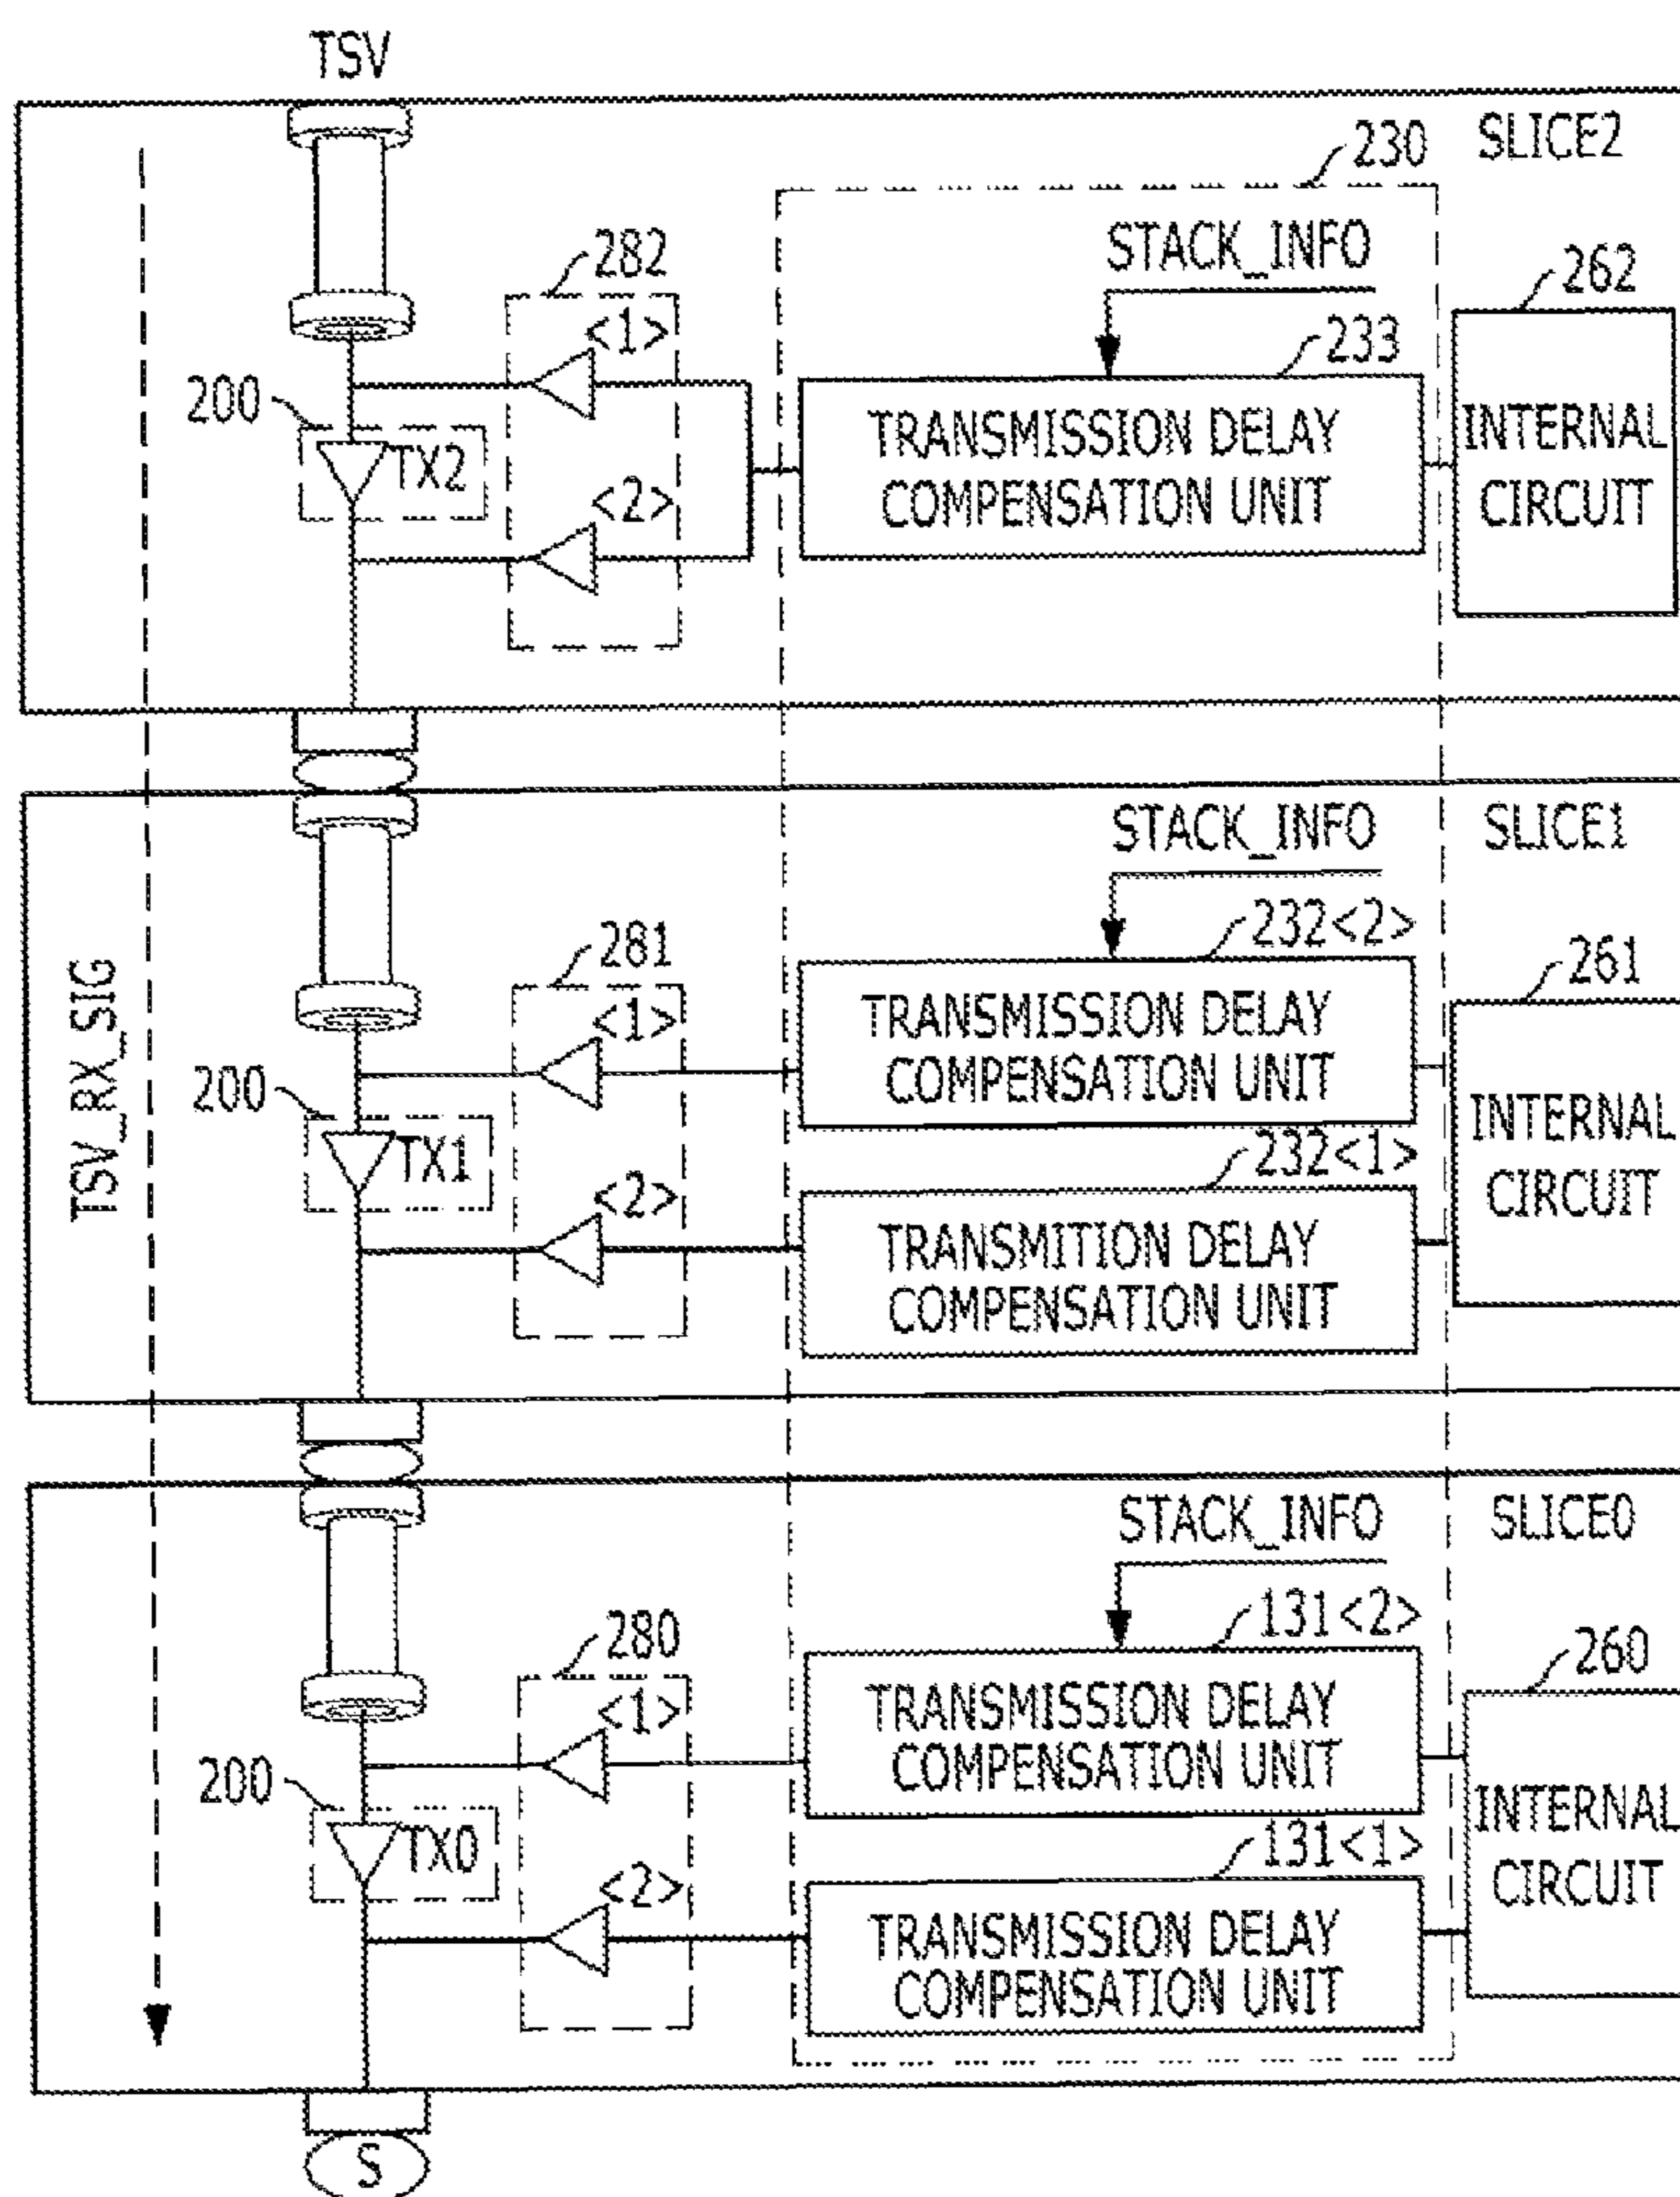 TSV
230
SLICE2
STACK_INFO
282
262
<1>
233
200
TX2
TRANSMISSION DELAY
COMPENSATION UNIT
INTERNAL
CIRCUIT
<2>
STACK_INFO
SLICE1
232<2>
281
261
TSV_RX_SIG
<1>
TRANSMISSION DELAY
COMPENSATION UNIT
200
TX1
INTERNAL
CIRCUIT
232<1>
<2>
TRANSMITION DELAY
COMPENSATION UNIT
STACK_INFO
SLICE0
131<2>
280
260
<1>
TRANSMISSION DELAY
COMPENSATION UNIT
200
TX0
INTERNAL
CIRCUIT
131<1>
<2>
TRANSMISSION DELAY
COMPENSATION UNIT
S